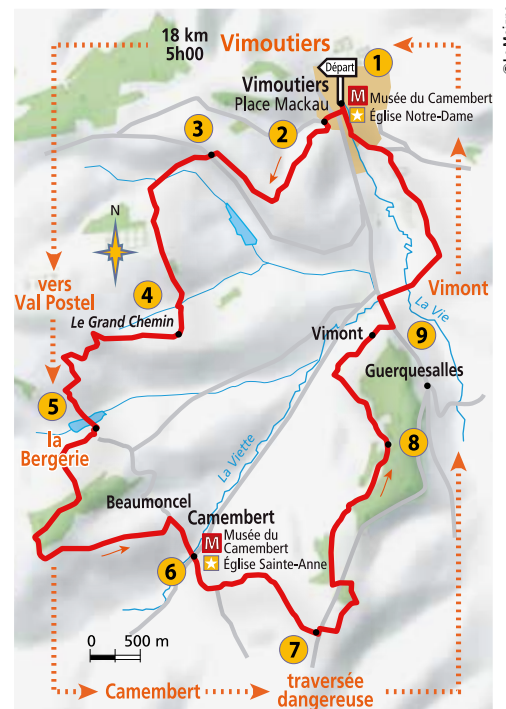 18 km
5h00
Vimoutiers
1
Départ
Vimoutiers
Place Mackau
M Musée du Camembert
Église Notre-Dame
2
3
N
vers
Val Postel
4
Le Grand Chemin
La Vie
Vimont
Vimont
9
Guerquesalles
5
la
Bergerie
8
La Viette
Beaumoncel
Camembert
M Musée du
Camembert
Église Sainte-Anne
6
0 500 m
7
Camembert
traversée
dangereuse